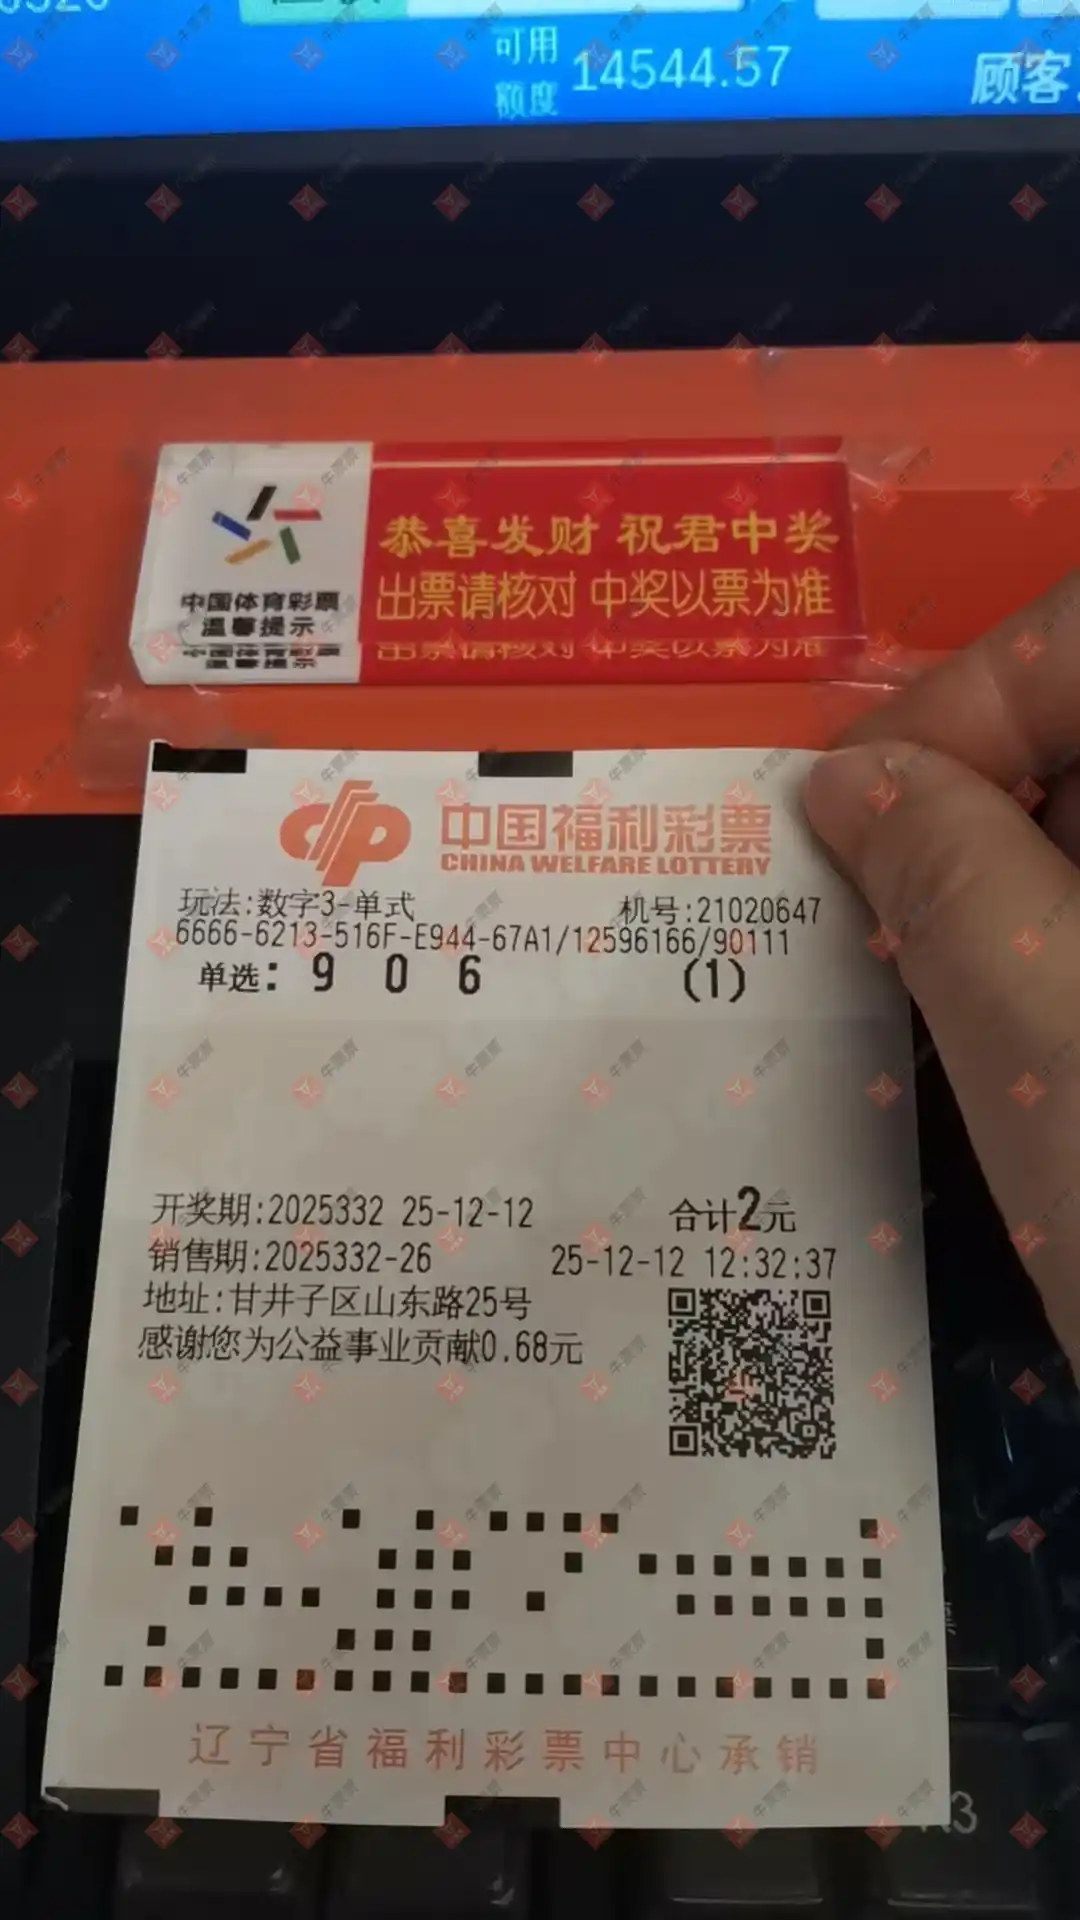 可用
额度 14544.57
顾客
中国体育彩票
温馨提示
恭喜发财 祝君中奖
出票请核对 中奖以票为准
中国福利彩票
CHINA WELFARE LOTTERY
玩法:数字3-单式 机号:21020647
6666-6213-516F-E944-67A1/12596166/90111
单选: 9 0 6 (1)
开奖期:2025332 25-12-12 合计2元
销售期:2025332-26 25-12-12 12:32:37
地址:甘井子区山东路25号
感谢您为公益事业贡献0.68元
辽宁省福利彩票中心承销